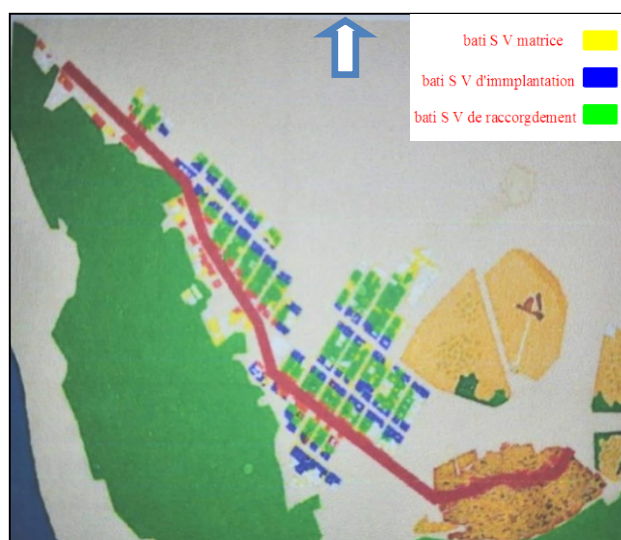 bati S V matrice
bati S V d'immplantation
bati S V de raccorgdement